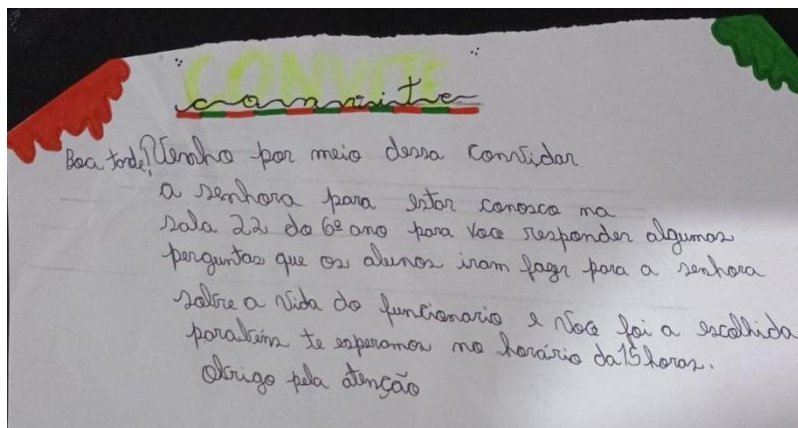 CONVITE
convite
Boa tarde! Venho por meio dessa Convidar
a senhora para estar conosco na
sala 22 do 6º ano para voce responder algumas
perguntas que os alunos iram fazer para a senhora
sobre a vida do funcionario e voce foi a escolhida
parabéns te esperamos no horário da 15 horas.
obrigo pela atenção